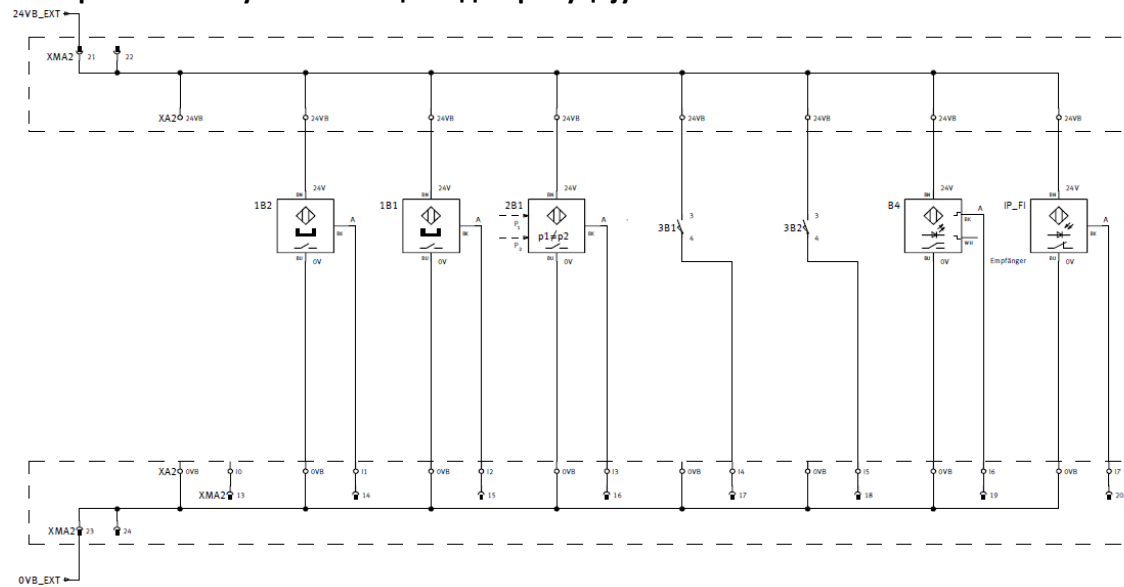 24VB_EXT
XMA2 21 22
XA2 24VB 24VB 24VB 24VB 24VB 24VB 24VB 24VB
1B2 BN 24V A BK BU 0V
1B1 BN 24V A BK BU 0V
2B1 BN 24V A BK p1≠p2 BU 0V
3B1 3 4
3B2 3 4
B4 BN 24V A BK WH BU 0V
IP_FI BN 24V A BK Empfänger BU 0V
XA2 0VB I0 0VB I1 0VB I2 0VB I3 0VB I4 0VB I5 0VB I6 0VB I7
XMA2 13 14 15 16 17 18 19 20
XMA2 23 24
0VB_EXT